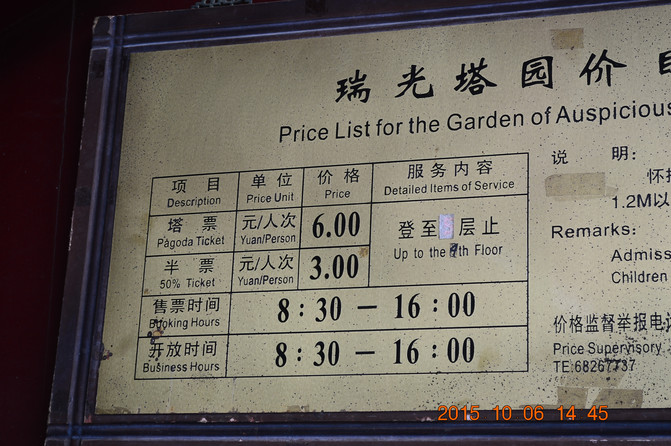 瑞光塔园价
Price List for the Garden of Auspicious
项 目 单 位 价 格 服 务 内 容
Description Price Unit Price Detailed Items of Service
塔 票 元/人次 6.00 登至 层止
Pagoda Ticket Yuan/Person Up to the th Floor
半 票 元/人次 3.00
50% Ticket Yuan/Person
售票时间 8:30 — 16:00
Booking Hours
开放时间 8:30 — 16:00
Business Hours
说 明:
怀
1.2M以
Remarks:
Admiss
Children
价格监督举报电
Price Supervisory
TE:68267737
2015 10 06 14 45